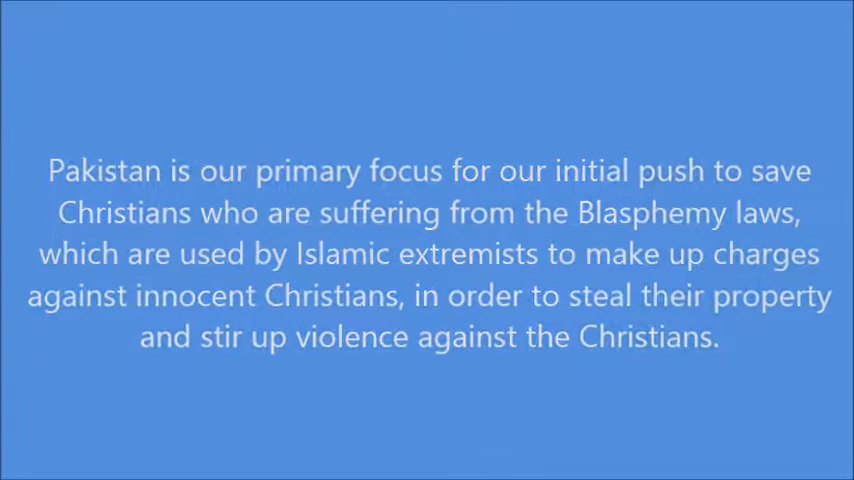 Pakistan is our primary focus for our initial push to save
Christians who are suffering from the Blasphemy laws,
which are used by Islamic extremists to make up charges
against innocent Christians, in order to steal their property
and stir up violence against the Christians.